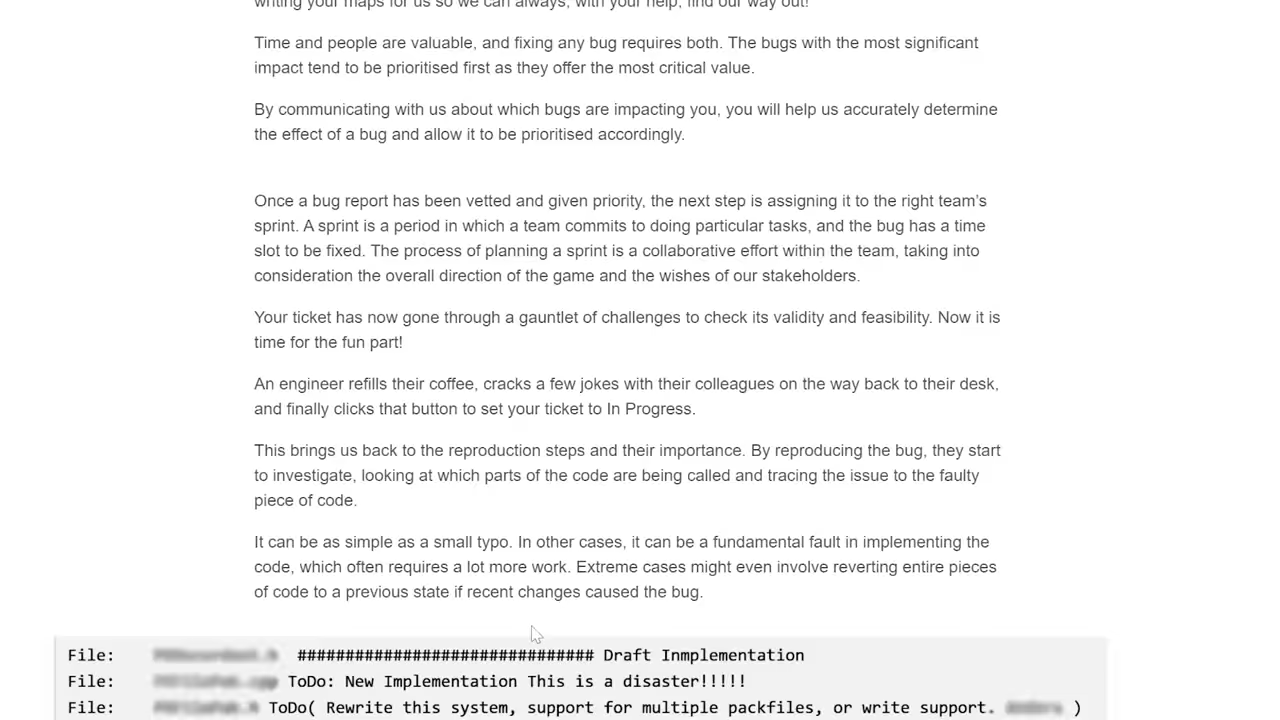 writing your maps for us so we can always, with your help, find our way out!
Time and people are valuable, and fixing any bug requires both. The bugs with the most significant
impact tend to be prioritised first as they offer the most critical value.
By communicating with us about which bugs are impacting you, you will help us accurately determine
the effect of a bug and allow it to be prioritised accordingly.
Once a bug report has been vetted and given priority, the next step is assigning it to the right team's
sprint. A sprint is a period in which a team commits to doing particular tasks, and the bug has a time
slot to be fixed. The process of planning a sprint is a collaborative effort within the team, taking into
consideration the overall direction of the game and the wishes of our stakeholders.
Your ticket has now gone through a gauntlet of challenges to check its validity and feasibility. Now it is
time for the fun part!
An engineer refills their coffee, cracks a few jokes with their colleagues on the way back to their desk,
and finally clicks that button to set your ticket to In Progress.
This brings us back to the reproduction steps and their importance. By reproducing the bug, they start
to investigate, looking at which parts of the code are being called and tracing the issue to the faulty
piece of code.
It can be as simple as a small typo. In other cases, it can be a fundamental fault in implementing the
code, which often requires a lot more work. Extreme cases might even involve reverting entire pieces
of code to a previous state if recent changes caused the bug.
File: ############################### Draft Inmplementation
File: ToDo: New Implementation This is a disaster!!!!!
File: ToDo( Rewrite this system, support for multiple packfiles, or write support. )